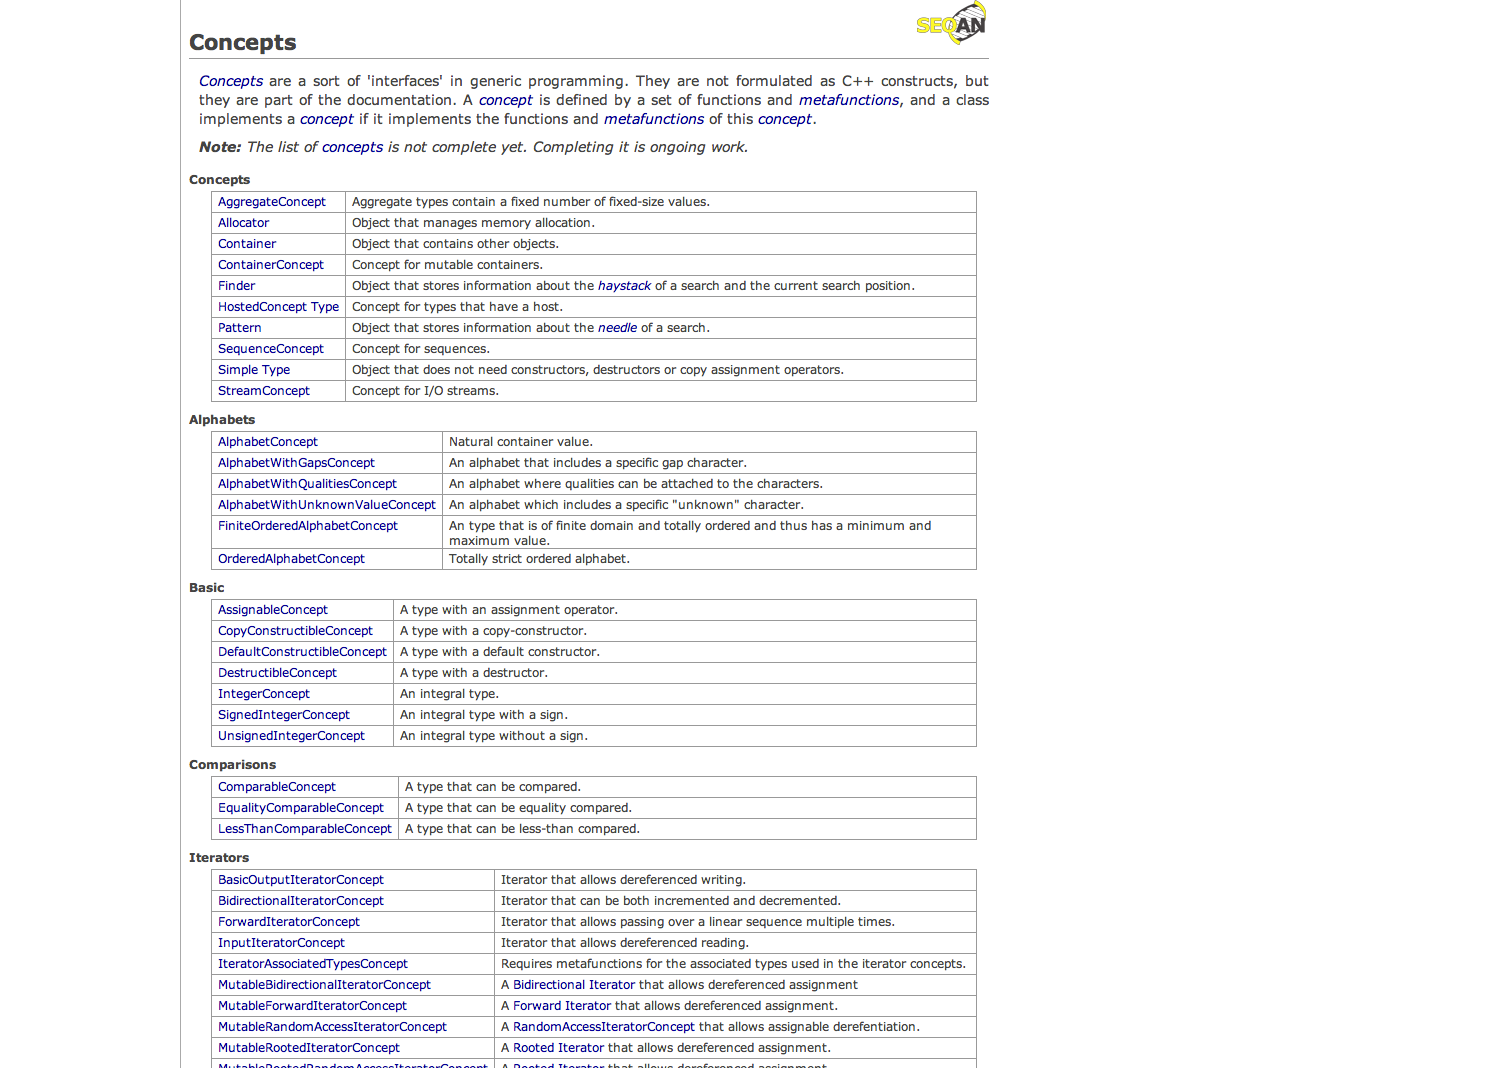 SEQAN
Concepts
Concepts are a sort of 'interfaces' in generic programming. They are not formulated as C++ constructs, but
they are part of the documentation. A concept is defined by a set of functions and metafunctions, and a class
implements a concept if it implements the functions and metafunctions of this concept.
Note: The list of concepts is not complete yet. Completing it is ongoing work.
Concepts
AggregateConcept Aggregate types contain a fixed number of fixed-size values.
Allocator Object that manages memory allocation.
Container Object that contains other objects.
ContainerConcept Concept for mutable containers.
Finder Object that stores information about the haystack of a search and the current search position.
HostedConcept Type Concept for types that have a host.
Pattern Object that stores information about the needle of a search.
SequenceConcept Concept for sequences.
Simple Type Object that does not need constructors, destructors or copy assignment operators.
StreamConcept Concept for I/O streams.
Alphabets
AlphabetConcept Natural container value.
AlphabetWithGapsConcept An alphabet that includes a specific gap character.
AlphabetWithQualitiesConcept An alphabet where qualities can be attached to the characters.
AlphabetWithUnknownValueConcept An alphabet which includes a specific "unknown" character.
FiniteOrderedAlphabetConcept An type that is of finite domain and totally ordered and thus has a minimum and
maximum value.
OrderedAlphabetConcept Totally strict ordered alphabet.
Basic
AssignableConcept A type with an assignment operator.
CopyConstructibleConcept A type with a copy-constructor.
DefaultConstructibleConcept A type with a default constructor.
DestructibleConcept A type with a destructor.
IntegerConcept An integral type.
SignedIntegerConcept An integral type with a sign.
UnsignedIntegerConcept An integral type without a sign.
Comparisons
ComparableConcept A type that can be compared.
EqualityComparableConcept A type that can be equality compared.
LessThanComparableConcept A type that can be less-than compared.
Iterators
BasicOutputIteratorConcept Iterator that allows dereferenced writing.
BidirectionalIteratorConcept Iterator that can be both incremented and decremented.
ForwardIteratorConcept Iterator that allows passing over a linear sequence multiple times.
InputIteratorConcept Iterator that allows dereferenced reading.
IteratorAssociatedTypesConcept Requires metafunctions for the associated types used in the iterator concepts.
MutableBidirectionalIteratorConcept A Bidirectional Iterator that allows dereferenced assignment
MutableForwardIteratorConcept A Forward Iterator that allows dereferenced assignment.
MutableRandomAccessIteratorConcept A RandomAccessIteratorConcept that allows assignable derefentiation.
MutableRootedIteratorConcept A Rooted Iterator that allows dereferenced assignment.
MutableRootedRandomAccessIteratorConcept A Rooted Iterator that allows dereferenced assignment.